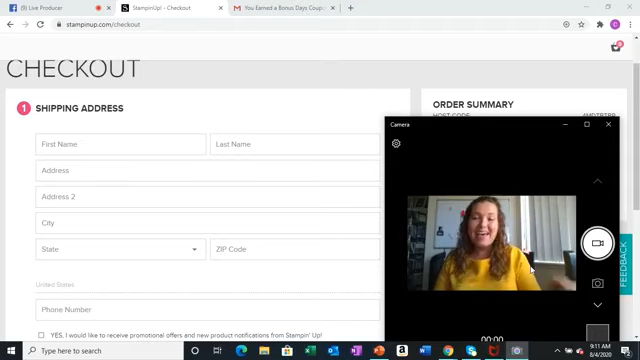 (9) Live Producer
StampinUp! - Checkout
You Earned a Bonus Days Coupo
stampinup.com/checkout
CHECKOUT
1 SHIPPING ADDRESS
First Name
Last Name
Address
Address 2
City
State
ZIP Code
United States
Phone Number
YES, I would like to receive promotional offers and new product notifications from Stampin' Up!
ORDER SUMMARY
HOST CODE:
Camera
00:00
FEEDBACK
Type here to search
9:11 AM
8/4/2020